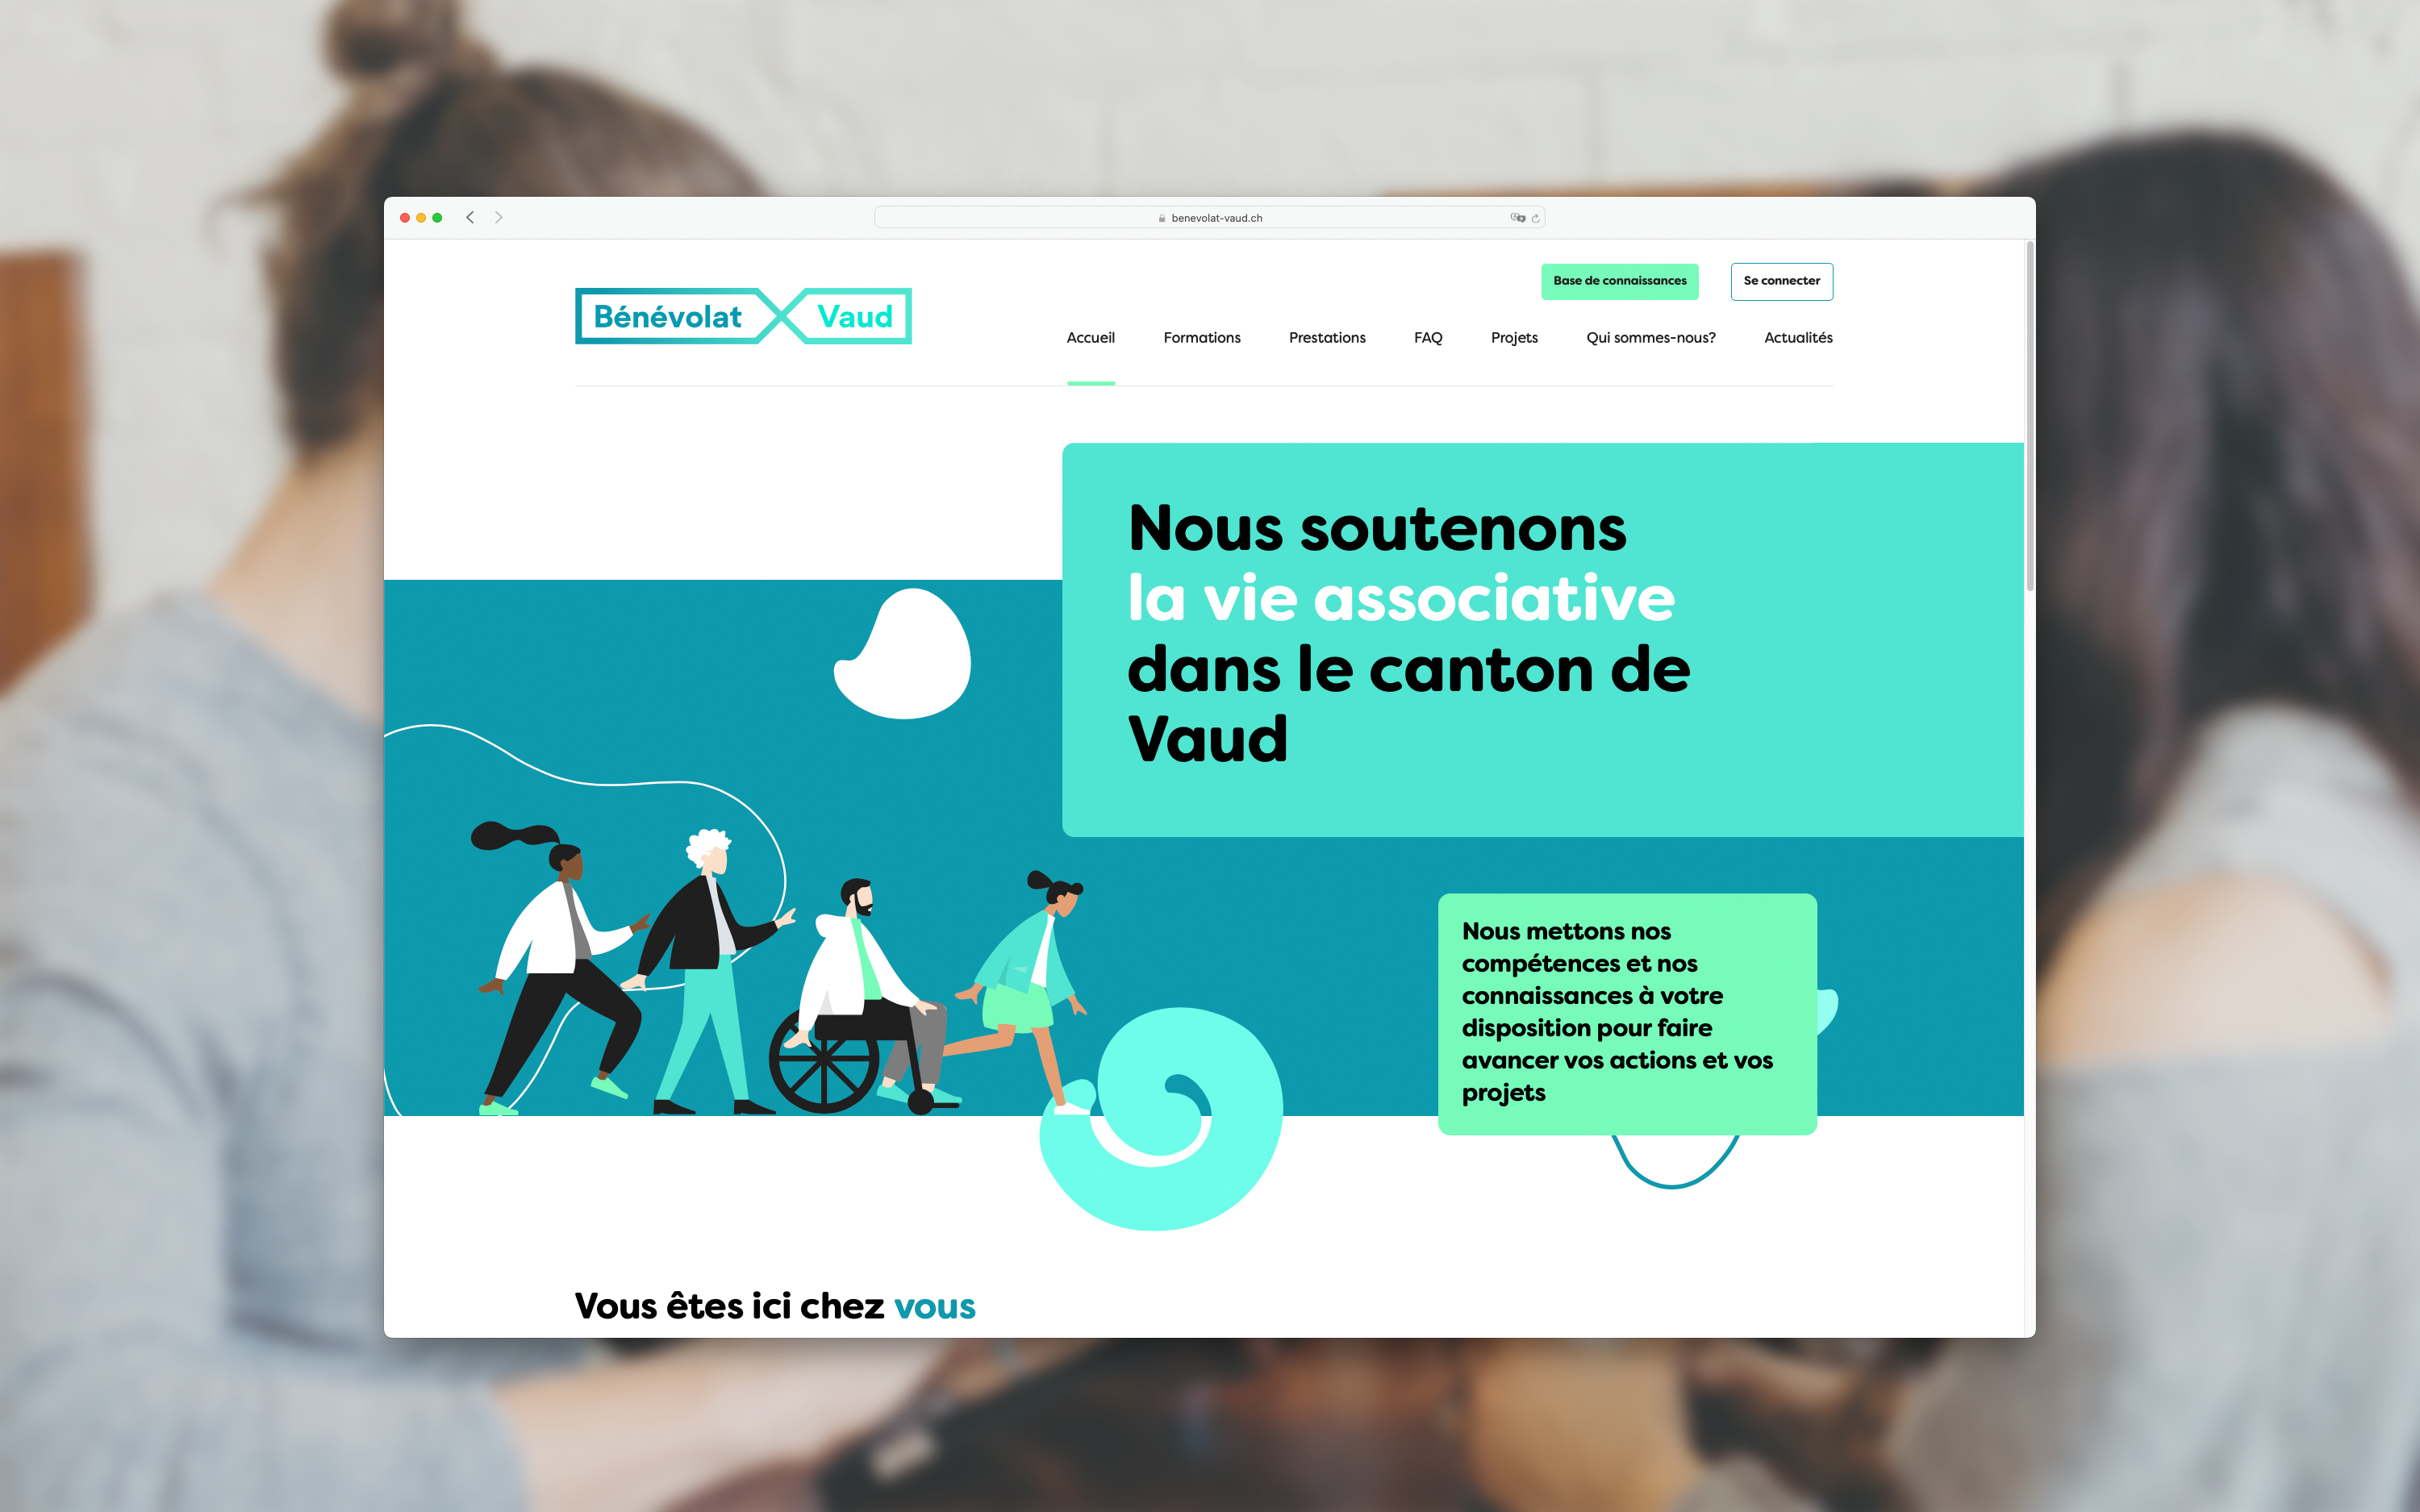 benevolat-vaud.ch
Base de connaissances
Se connecter
Bénévolat Vaud
Accueil
Formations
Prestations
FAQ
Projets
Qui sommes-nous?
Actualités
Nous soutenons
la vie associative
dans le canton de
Vaud
Nous mettons nos
compétences et nos
connaissances à votre
disposition pour faire
avancer vos actions et vos
projets
Vous êtes ici chez vous